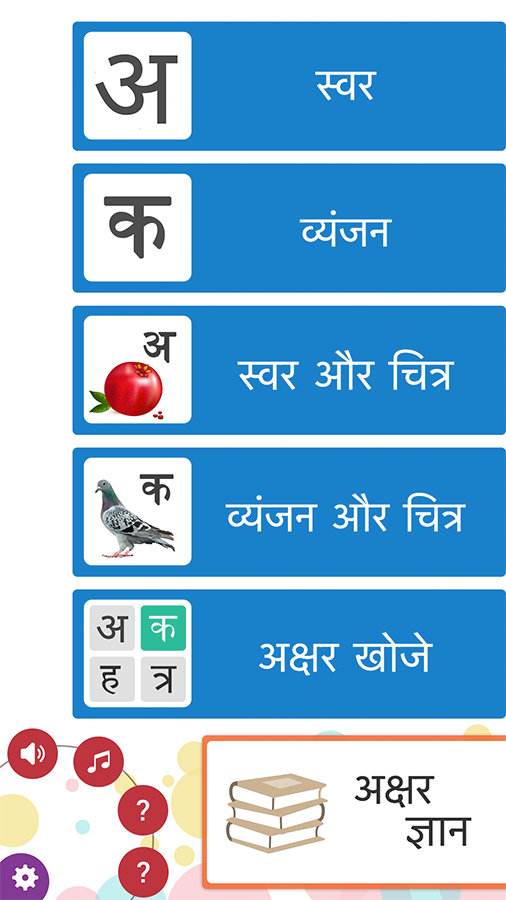 अ
स्वर
क
व्यंजन
अ
स्वर और चित्र
क
व्यंजन और चित्र
अ क
ह त्र
अक्षर खोजे
?
?
अक्षर
ज्ञान